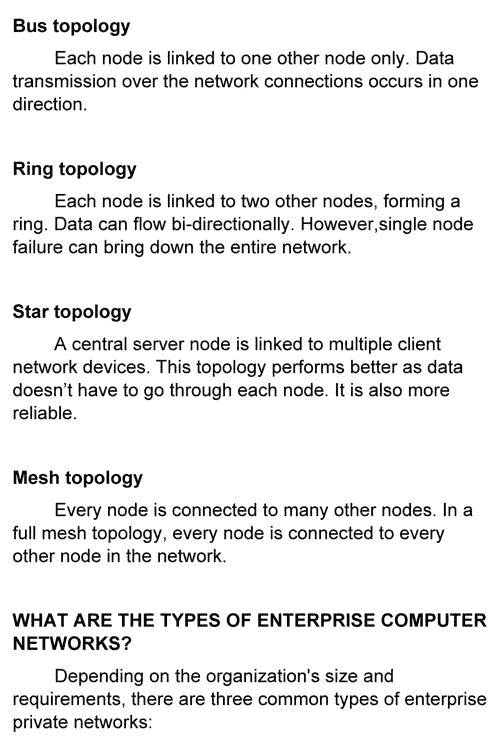 Bus topology
Each node is linked to one other node only. Data
transmission over the network connections occurs in one
direction.
Ring topology
Each node is linked to two other nodes, forming a
ring. Data can flow bi-directionally. However,single node
failure can bring down the entire network.
Star topology
A central server node is linked to multiple client
network devices. This topology performs better as data
doesn’t have to go through each node. It is also more
reliable.
Mesh topology
Every node is connected to many other nodes. In a
full mesh topology, every node is connected to every
other node in the network.
WHAT ARE THE TYPES OF ENTERPRISE COMPUTER
NETWORKS?
Depending on the organization's size and
requirements, there are three common types of enterprise
private networks: